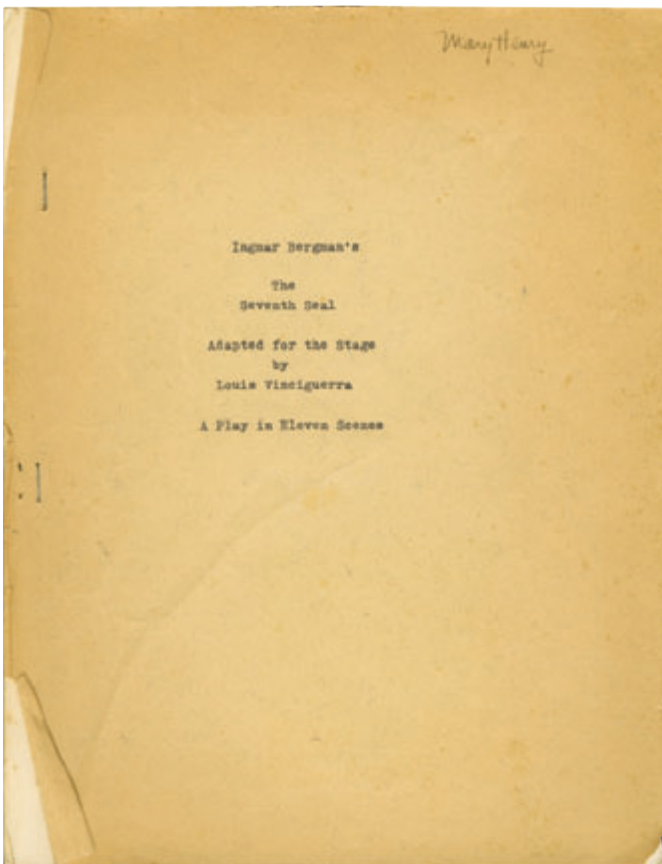 Mary Henry
Ingmar Bergman's
The
Seventh Seal
Adapted for the Stage
by
Louis Vinciguerra
A Play in Eleven Scenes